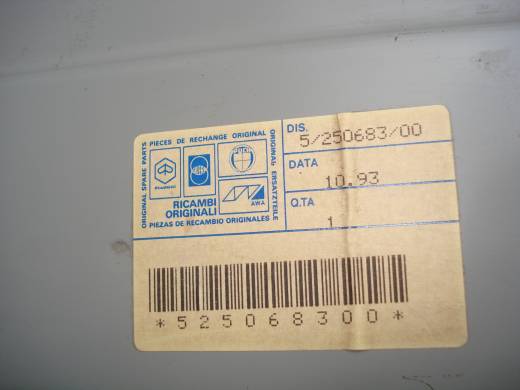 ORIGINAL SPARE PARTS
PIECES DE RECHANGE ORIGINAL
ORIGINAL-ERSATZTEILE
PIAGGIO
GILERA
PUCH
AWA
RICAMBI
ORIGINALI
PIEZAS DE RECAMBIO ORIGINALES
DIS.
5/250683/00
DATA
10.93
Q.TA
1
*525068300*